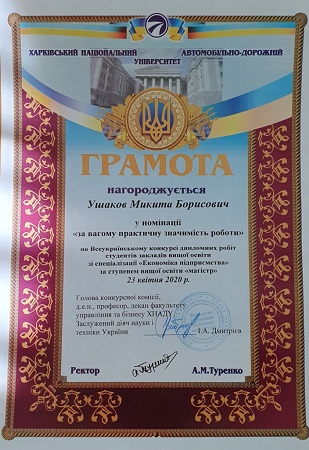 ХАРКІВСЬКИЙ НАЦІОНАЛЬНИЙ АВТОМОБІЛЬНО-ДОРОЖНІЙ
УНІВЕРСИТЕТ
ГРАМОТА
нагороджується
Ушаков Микита Борисович
у номінації
«за вагому практичну значимість роботи»
на Всеукраїнському конкурсі дипломних робіт
студентів закладів вищої освіти
зі спеціалізації «Економіка підприємства»
за ступенем вищої освіти «магістр»
23 квітня 2020 р.
Голова конкурсної комісії,
д.е.н., професор, декан факультету
управління та бізнесу ХНАДУ
Заслужений діяч науки і
техніки України
І.А. Дмитрієв
Ректор
А.М.Туренко